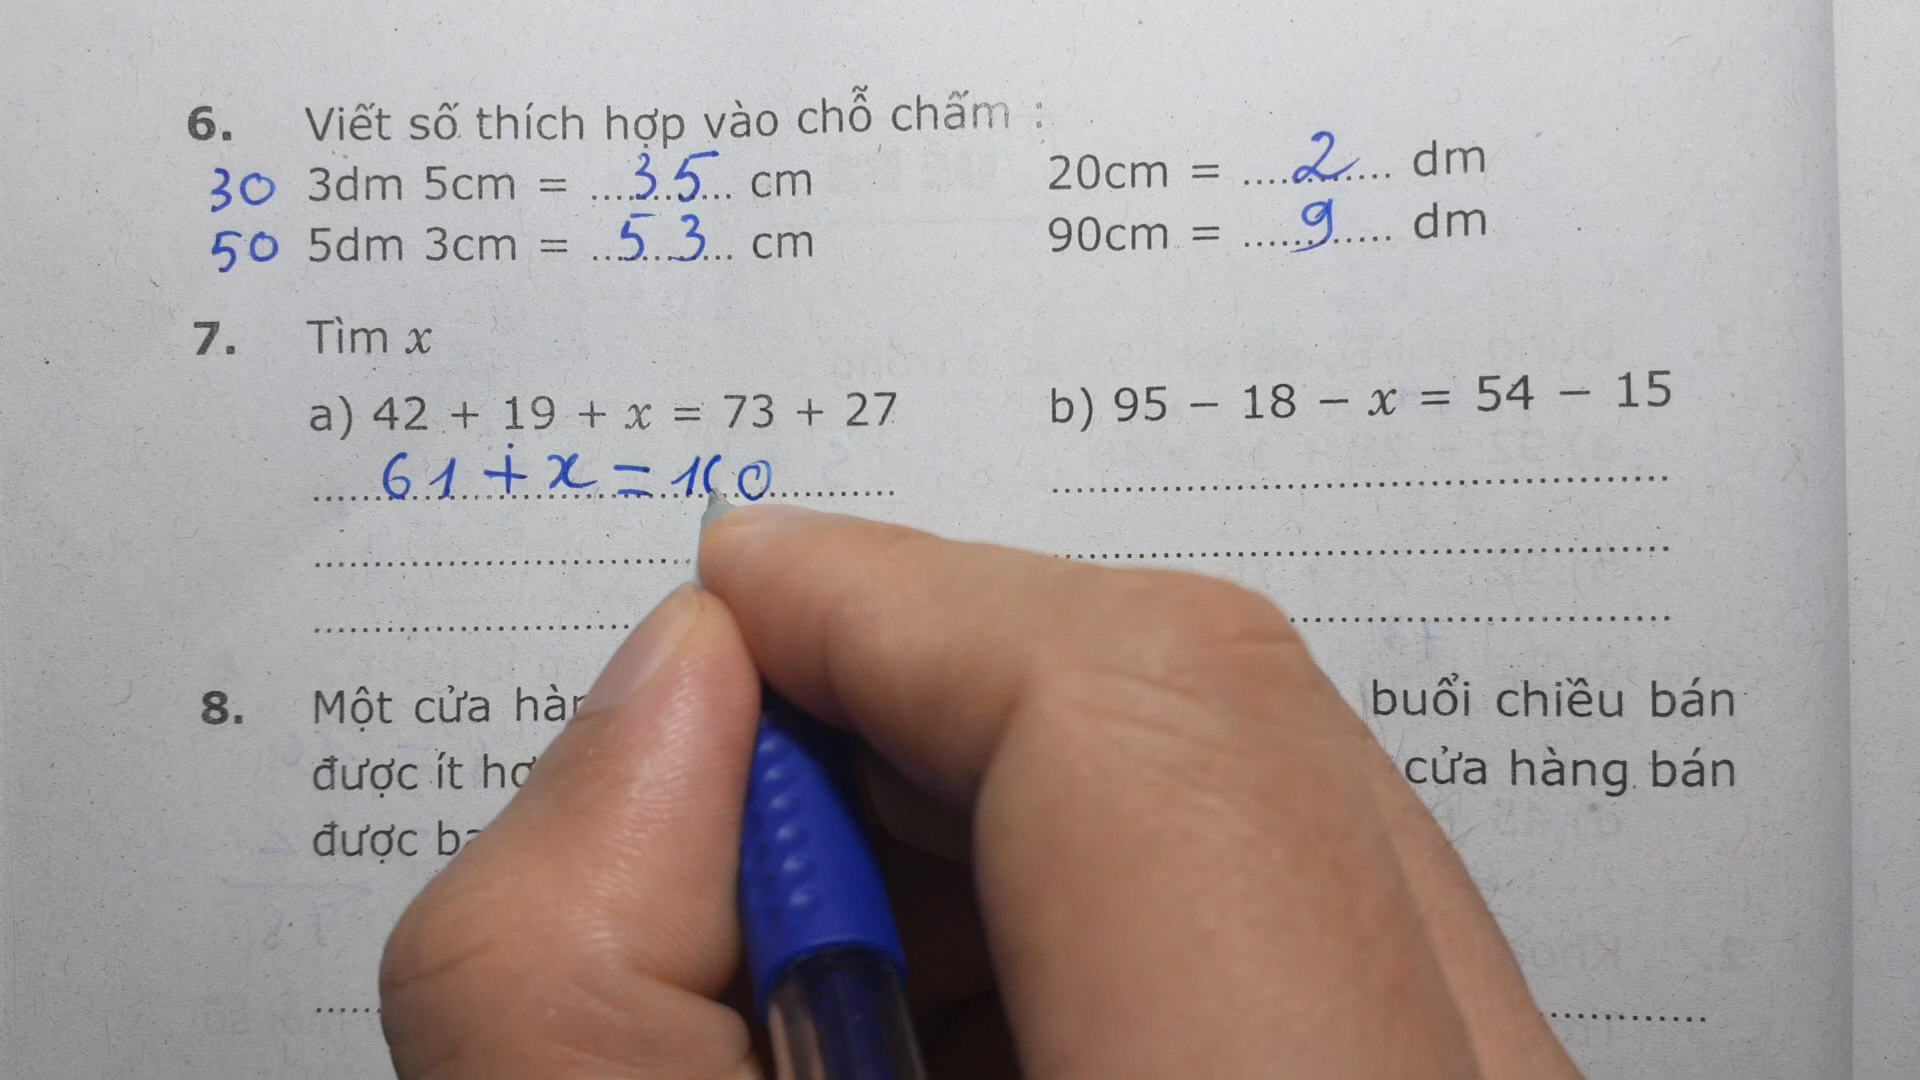 6. Viết số thích hợp vào chỗ chấm :
30 3dm 5cm = ...35... cm 20cm = ...2... dm
50 5dm 3cm = ...53... cm 90cm = ...9... dm
7. Tìm x
a) 42 + 19 + x = 73 + 27 b) 95 – 18 – x = 54 – 15
61 + x = 100
8. Một cửa buổi chiều bán
được ít cửa hàng bán
được